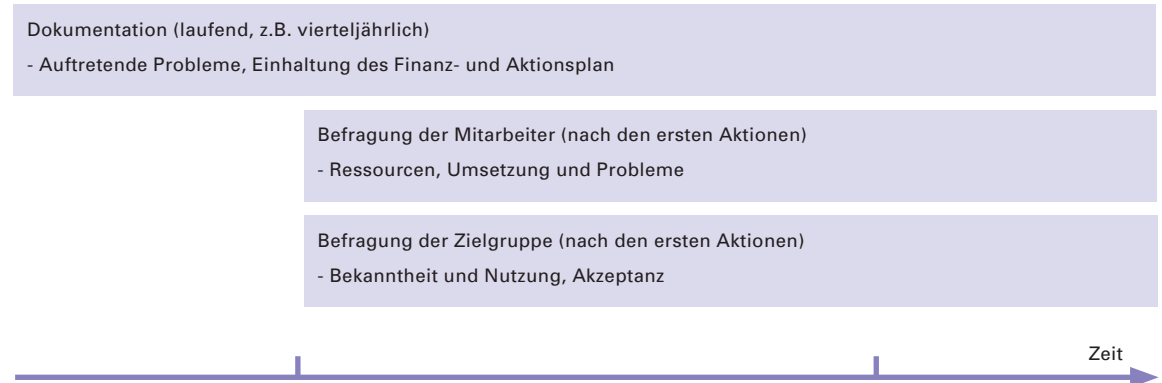 Dokumentation (laufend, z.B. vierteljährlich)
- Auftretende Probleme, Einhaltung des Finanz- und Aktionsplan
Befragung der Mitarbeiter (nach den ersten Aktionen)
- Ressourcen, Umsetzung und Probleme
Befragung der Zielgruppe (nach den ersten Aktionen)
- Bekanntheit und Nutzung, Akzeptanz
Zeit